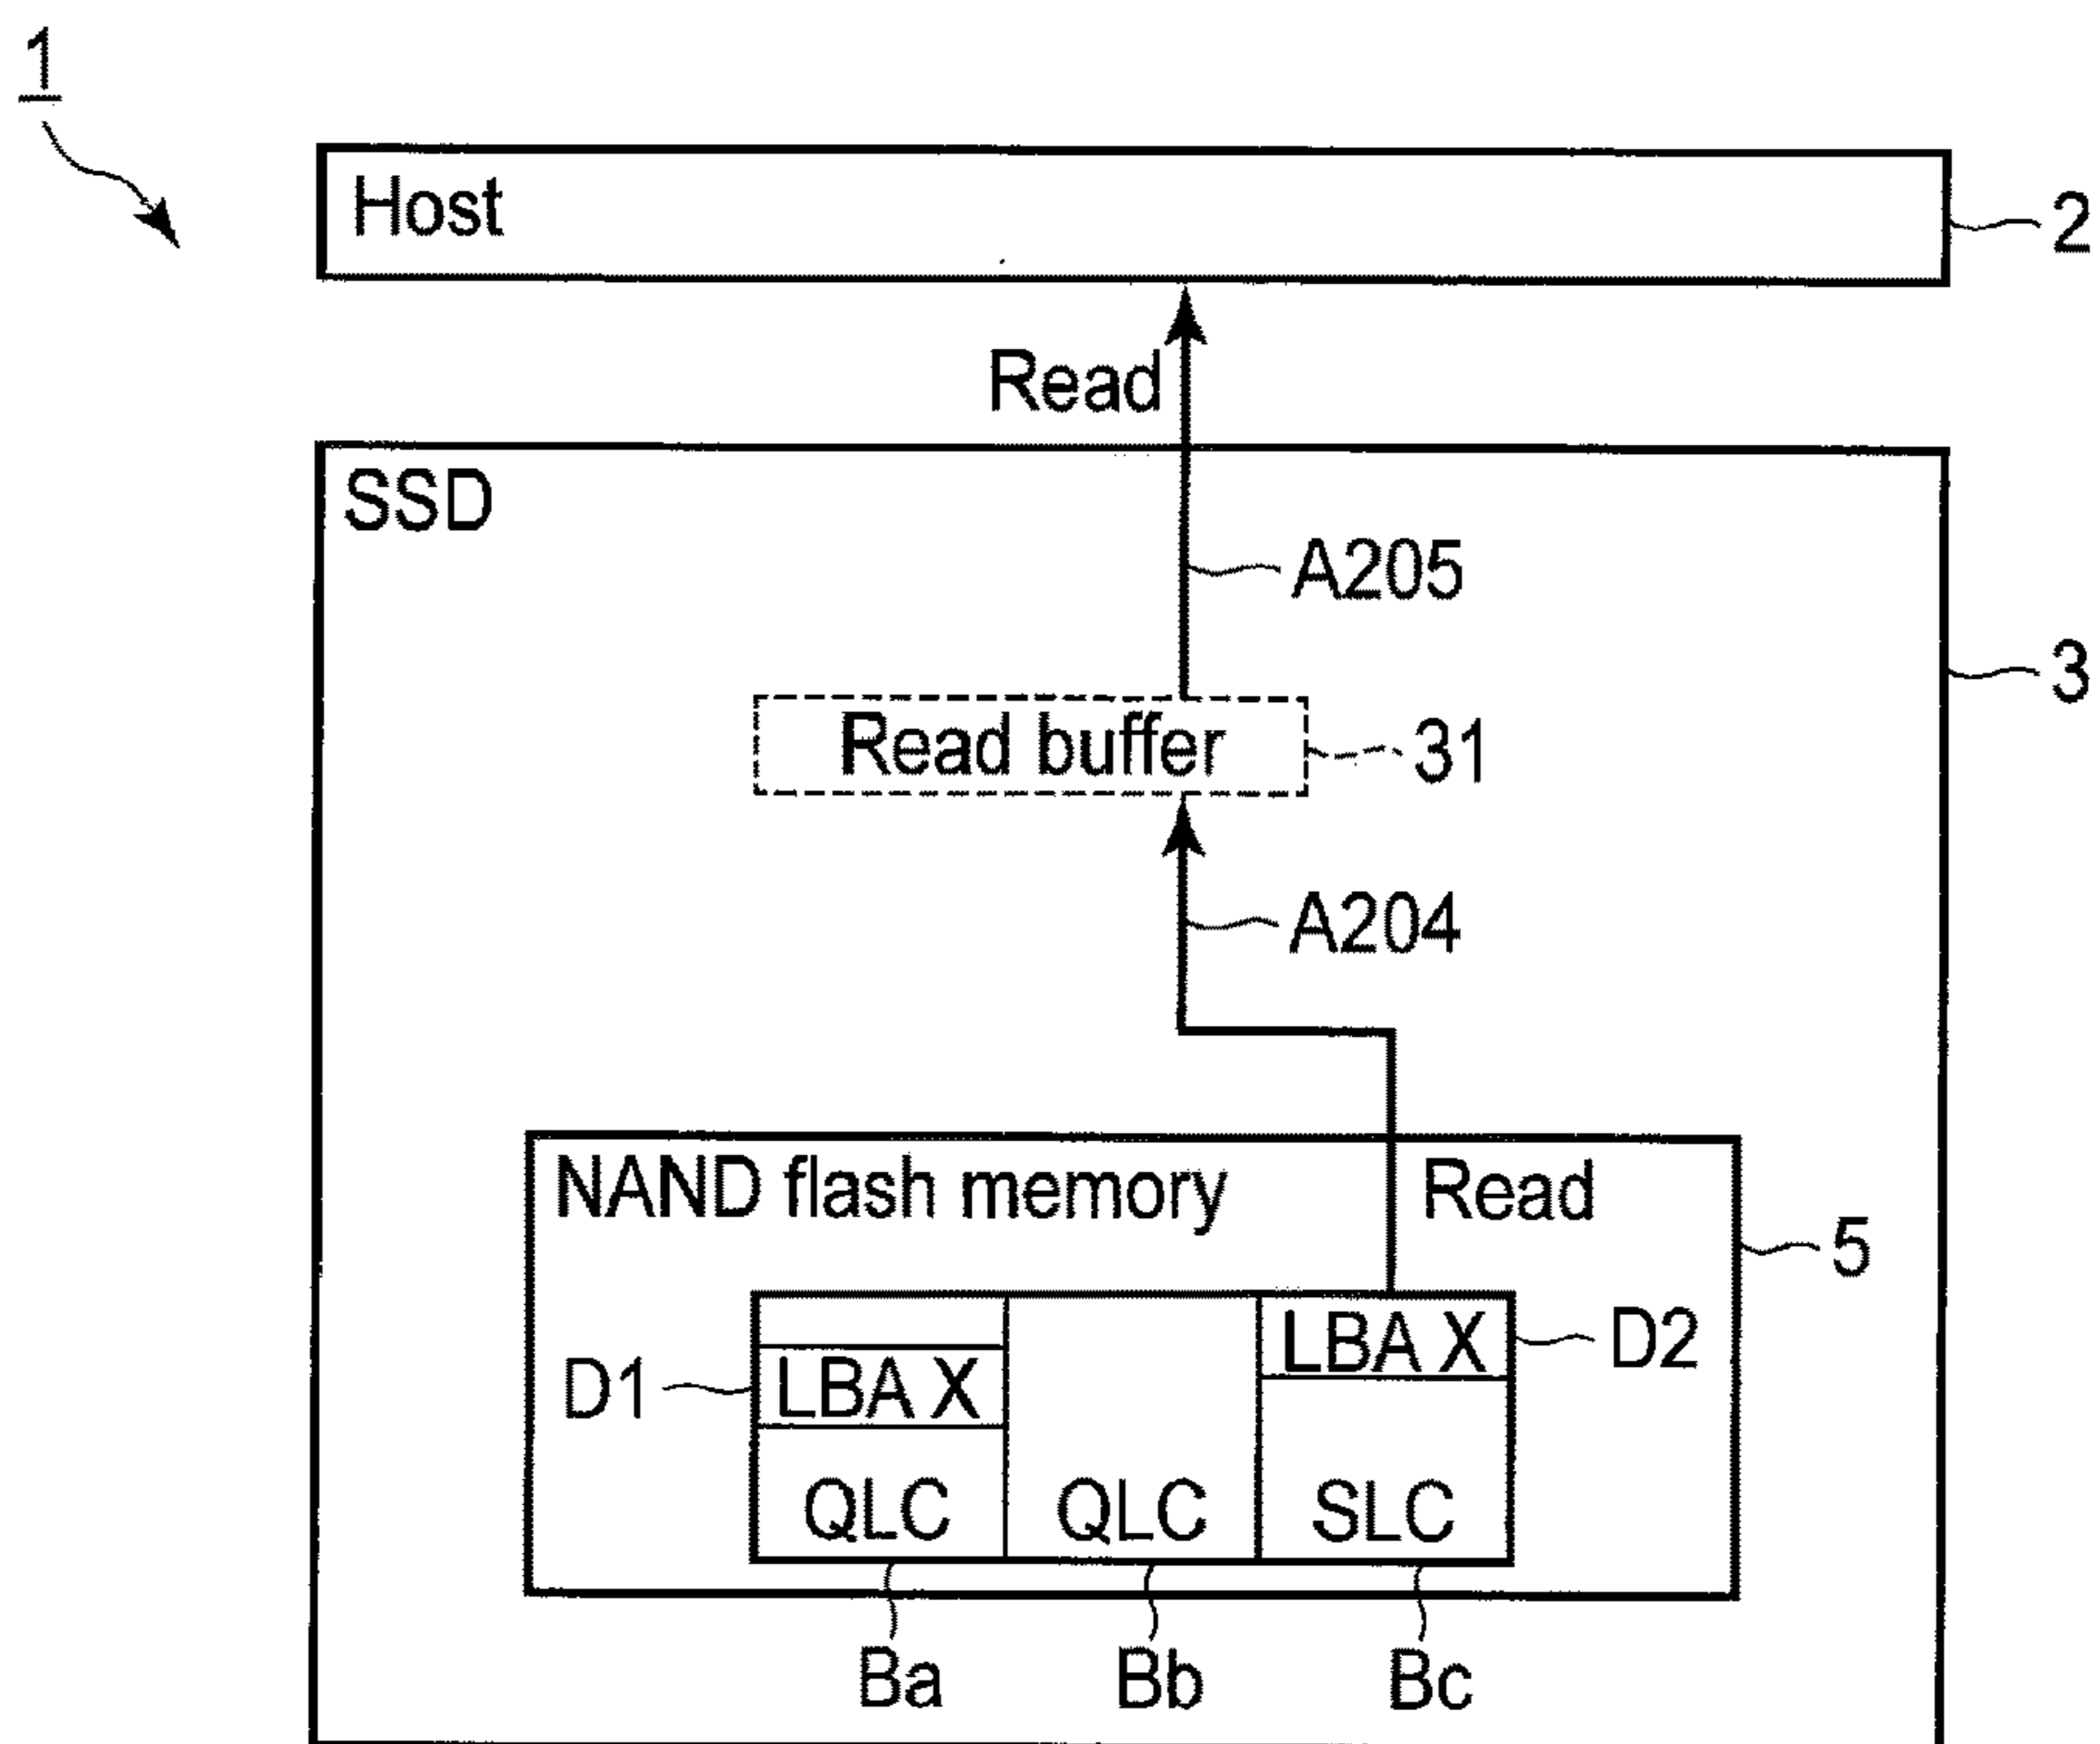 1
Host
2
Read
SSD
A205
3
Read buffer
31
A204
NAND flash memory
Read
5
LBA X
D2
D1
LBA X
QLC
QLC
SLC
Ba
Bb
Bc